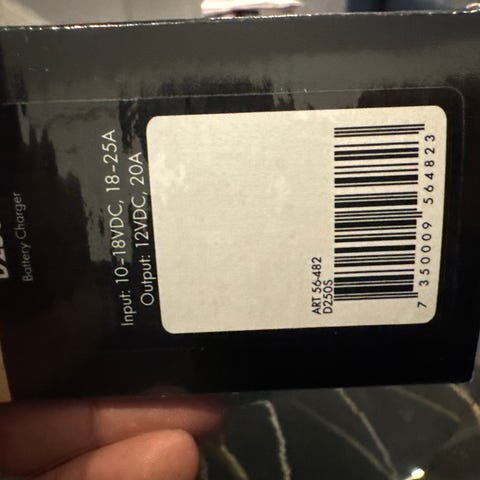 Battery Charger
Input: 10-18VDC, 18-25A
Output: 12VDC, 20A
ART 56-482
D250S
7 350009 564823